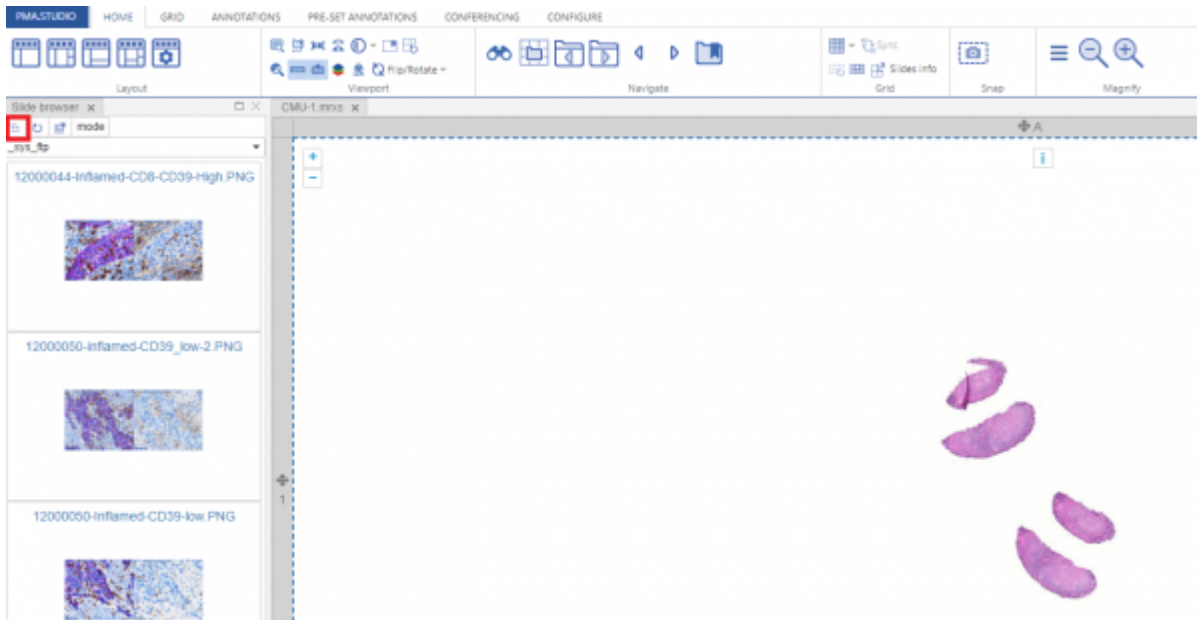 PMA.STUDIO HOME GRID ANNOTATIONS PRE-SET ANNOTATIONS CONFERENCING CONFIGURE
Sync
Flip/Rotate
Slides info
Layout Viewport Navigate Grid Snap Magnify
Slide browser x CMU-1.mrxs x
mode
A
_sys_ftp
+ i
12000044-Inflamed-CD8-CD39-High.PNG
−
12000050-inflamed-CD39_low-2.PNG
1
12000050-Inflamed-CD39-low.PNG